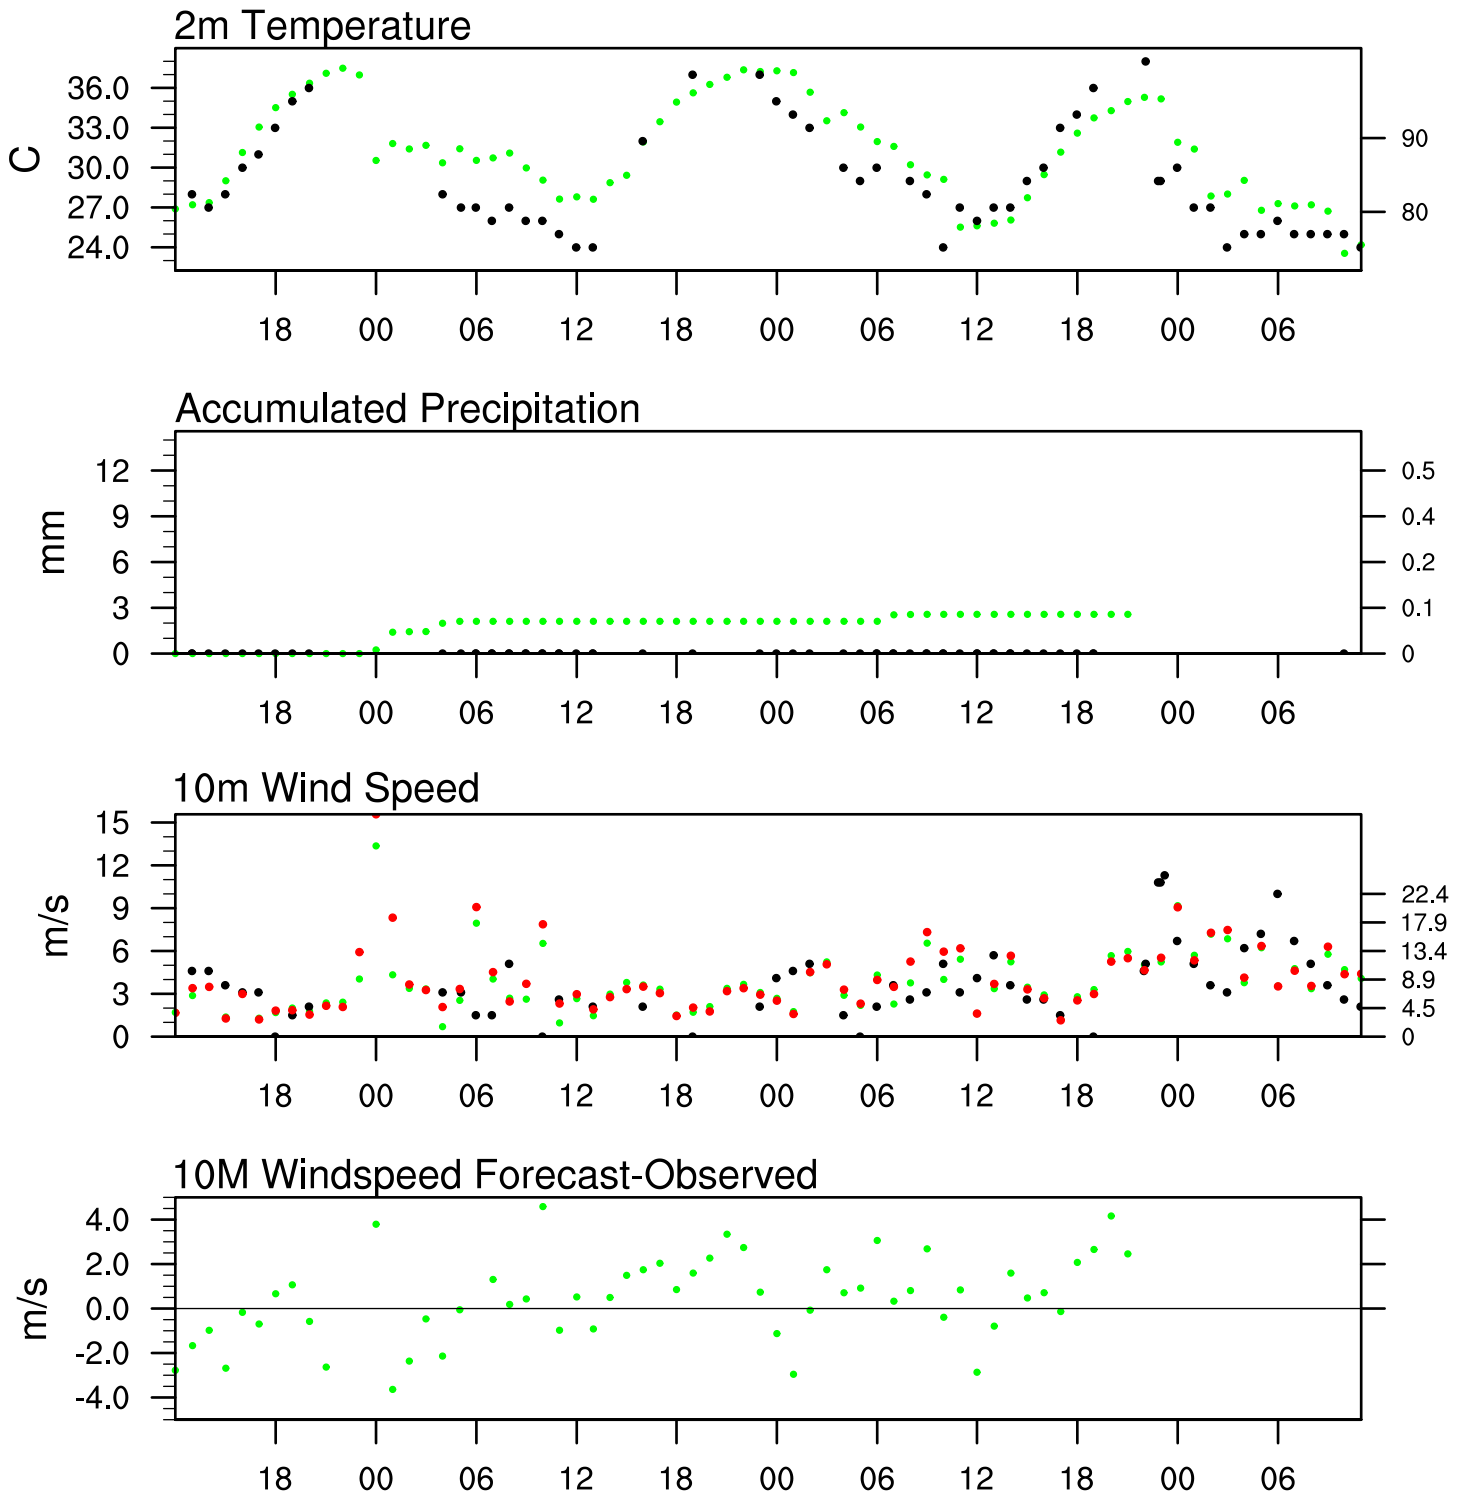 2m Temperature
36.0
33.0
30.0
27.0
24.0
C
90
80
18 00 06 12 18 00 06 12 18 00 06
Accumulated Precipitation
12
9
6
3
0
mm
0.5
0.4
0.2
0.1
0
18 00 06 12 18 00 06 12 18 00 06
10m Wind Speed
15
12
9
6
3
0
m/s
22.4
17.9
13.4
8.9
4.5
0
18 00 06 12 18 00 06 12 18 00 06
10M Windspeed Forecast-Observed
4.0
2.0
0.0
-2.0
-4.0
m/s
18 00 06 12 18 00 06 12 18 00 06